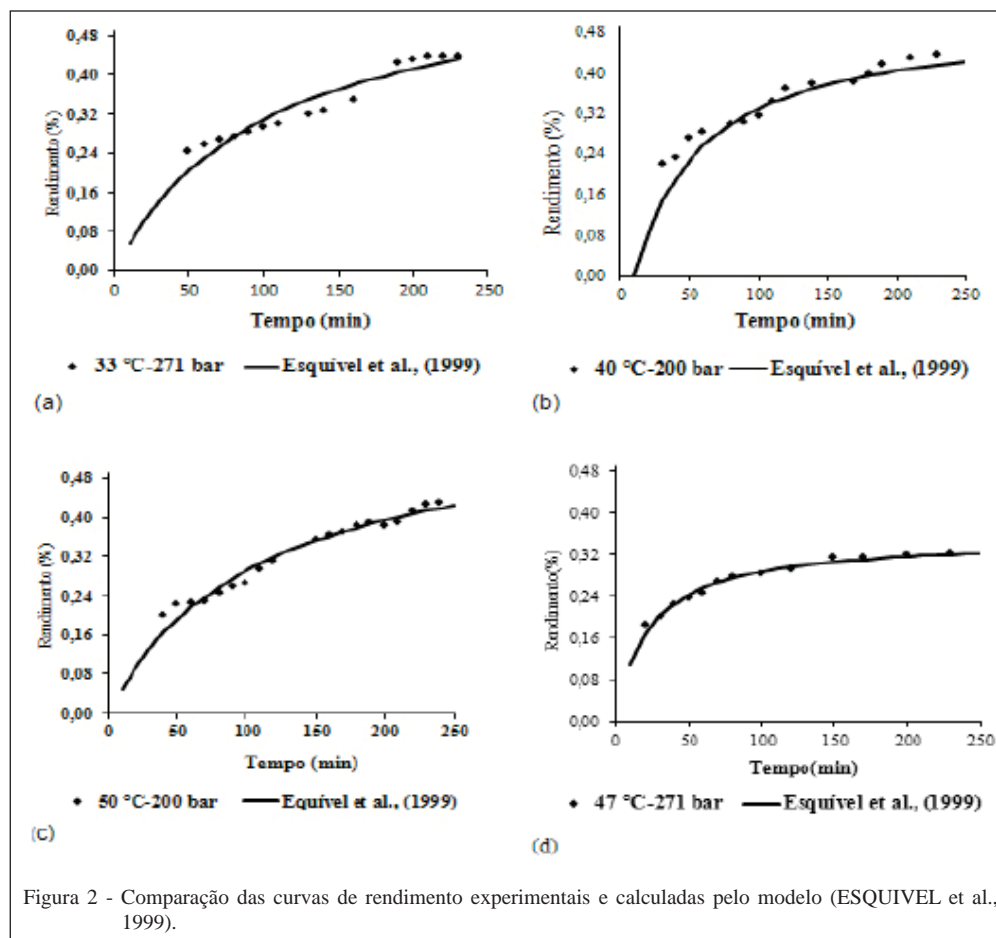 0,48
0,40
0,32
0,24
0,16
0,08
0,00
Rendimento (%)
0 50 100 150 200 250
Tempo (min)
33 °C-271 bar Esquível et al., (1999)
(a)
0,48
0,40
0,32
0,24
0,16
0,08
0,00
Rendimento (%)
0 50 100 150 200 250
Tempo (min)
40 °C-200 bar Esquível et al., (1999)
(b)
0,48
0,40
0,32
0,24
0,16
0,08
0,00
Rendimento (%)
0 50 100 150 200 250
Tempo (min)
50 °C-200 bar Equível et al., (1999)
(c)
0,48
0,40
0,32
0,24
0,16
0,08
0,00
Rendimento(%)
0 50 100 150 200 250
Tempo(min)
47 °C-271 bar Esquível et al., (1999)
(d)
Figura 2 - Comparação das curvas de rendimento experimentais e calculadas pelo modelo (ESQUIVEL et al.,
1999).